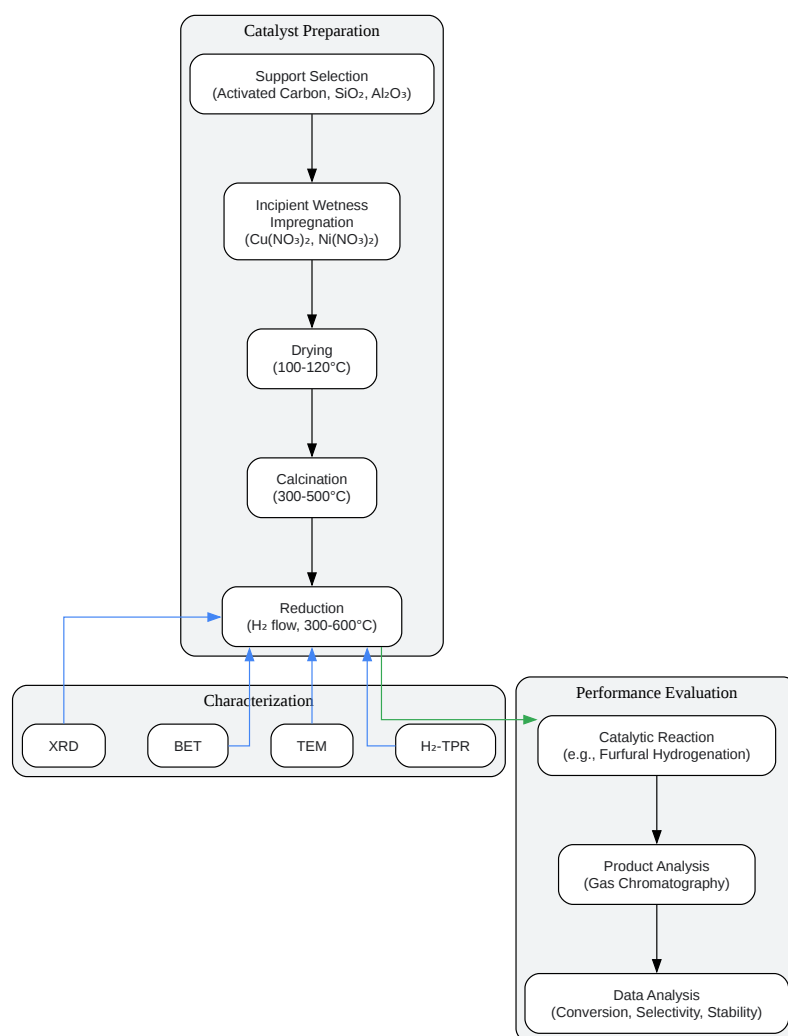 Catalyst Preparation
Support Selection
(Activated Carbon, SiO₂, Al₂O₃)
Incipient Wetness
Impregnation
(Cu(NO₃)₂, Ni(NO₃)₂)
Drying
(100-120°C)
Calcination
(300-500°C)
Reduction
(H₂ flow, 300-600°C)
Characterization
XRD
BET
TEM
H₂-TPR
Performance Evaluation
Catalytic Reaction
(e.g., Furfural Hydrogenation)
Product Analysis
(Gas Chromatography)
Data Analysis
(Conversion, Selectivity, Stability)